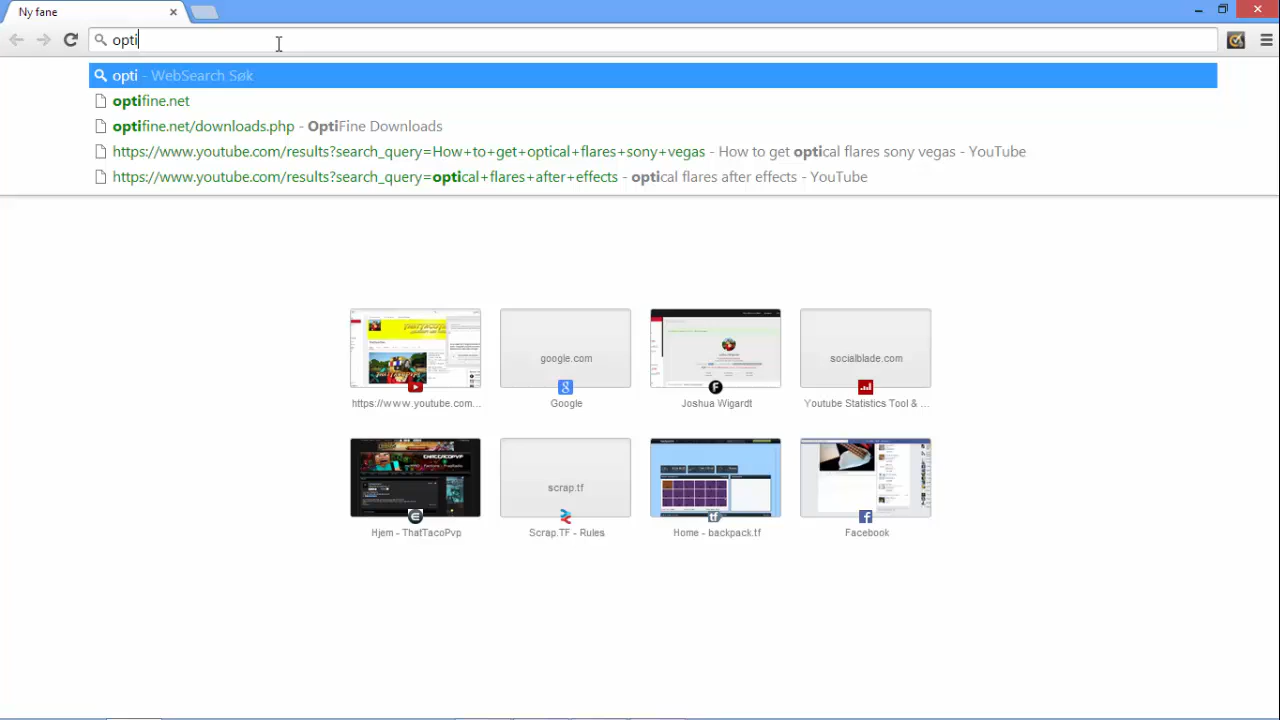 Ny fane
opti
opti - WebSearch Søk
optifine.net
optifine.net/downloads.php - OptiFine Downloads
https://www.youtube.com/results?search_query=How+to+get+optical+flares+sony+vegas - How to get optical flares sony vegas - YouTube
https://www.youtube.com/results?search_query=optical+flares+after+effects - optical flares after effects - YouTube
google.com
socialblade.com
https://www.youtube.com...
Google
Joshua Wigardt
Youtube Statistics Tool & ...
scrap.tf
Hjem - ThatTacoPvp
Scrap.TF - Rules
Home - backpack.tf
Facebook